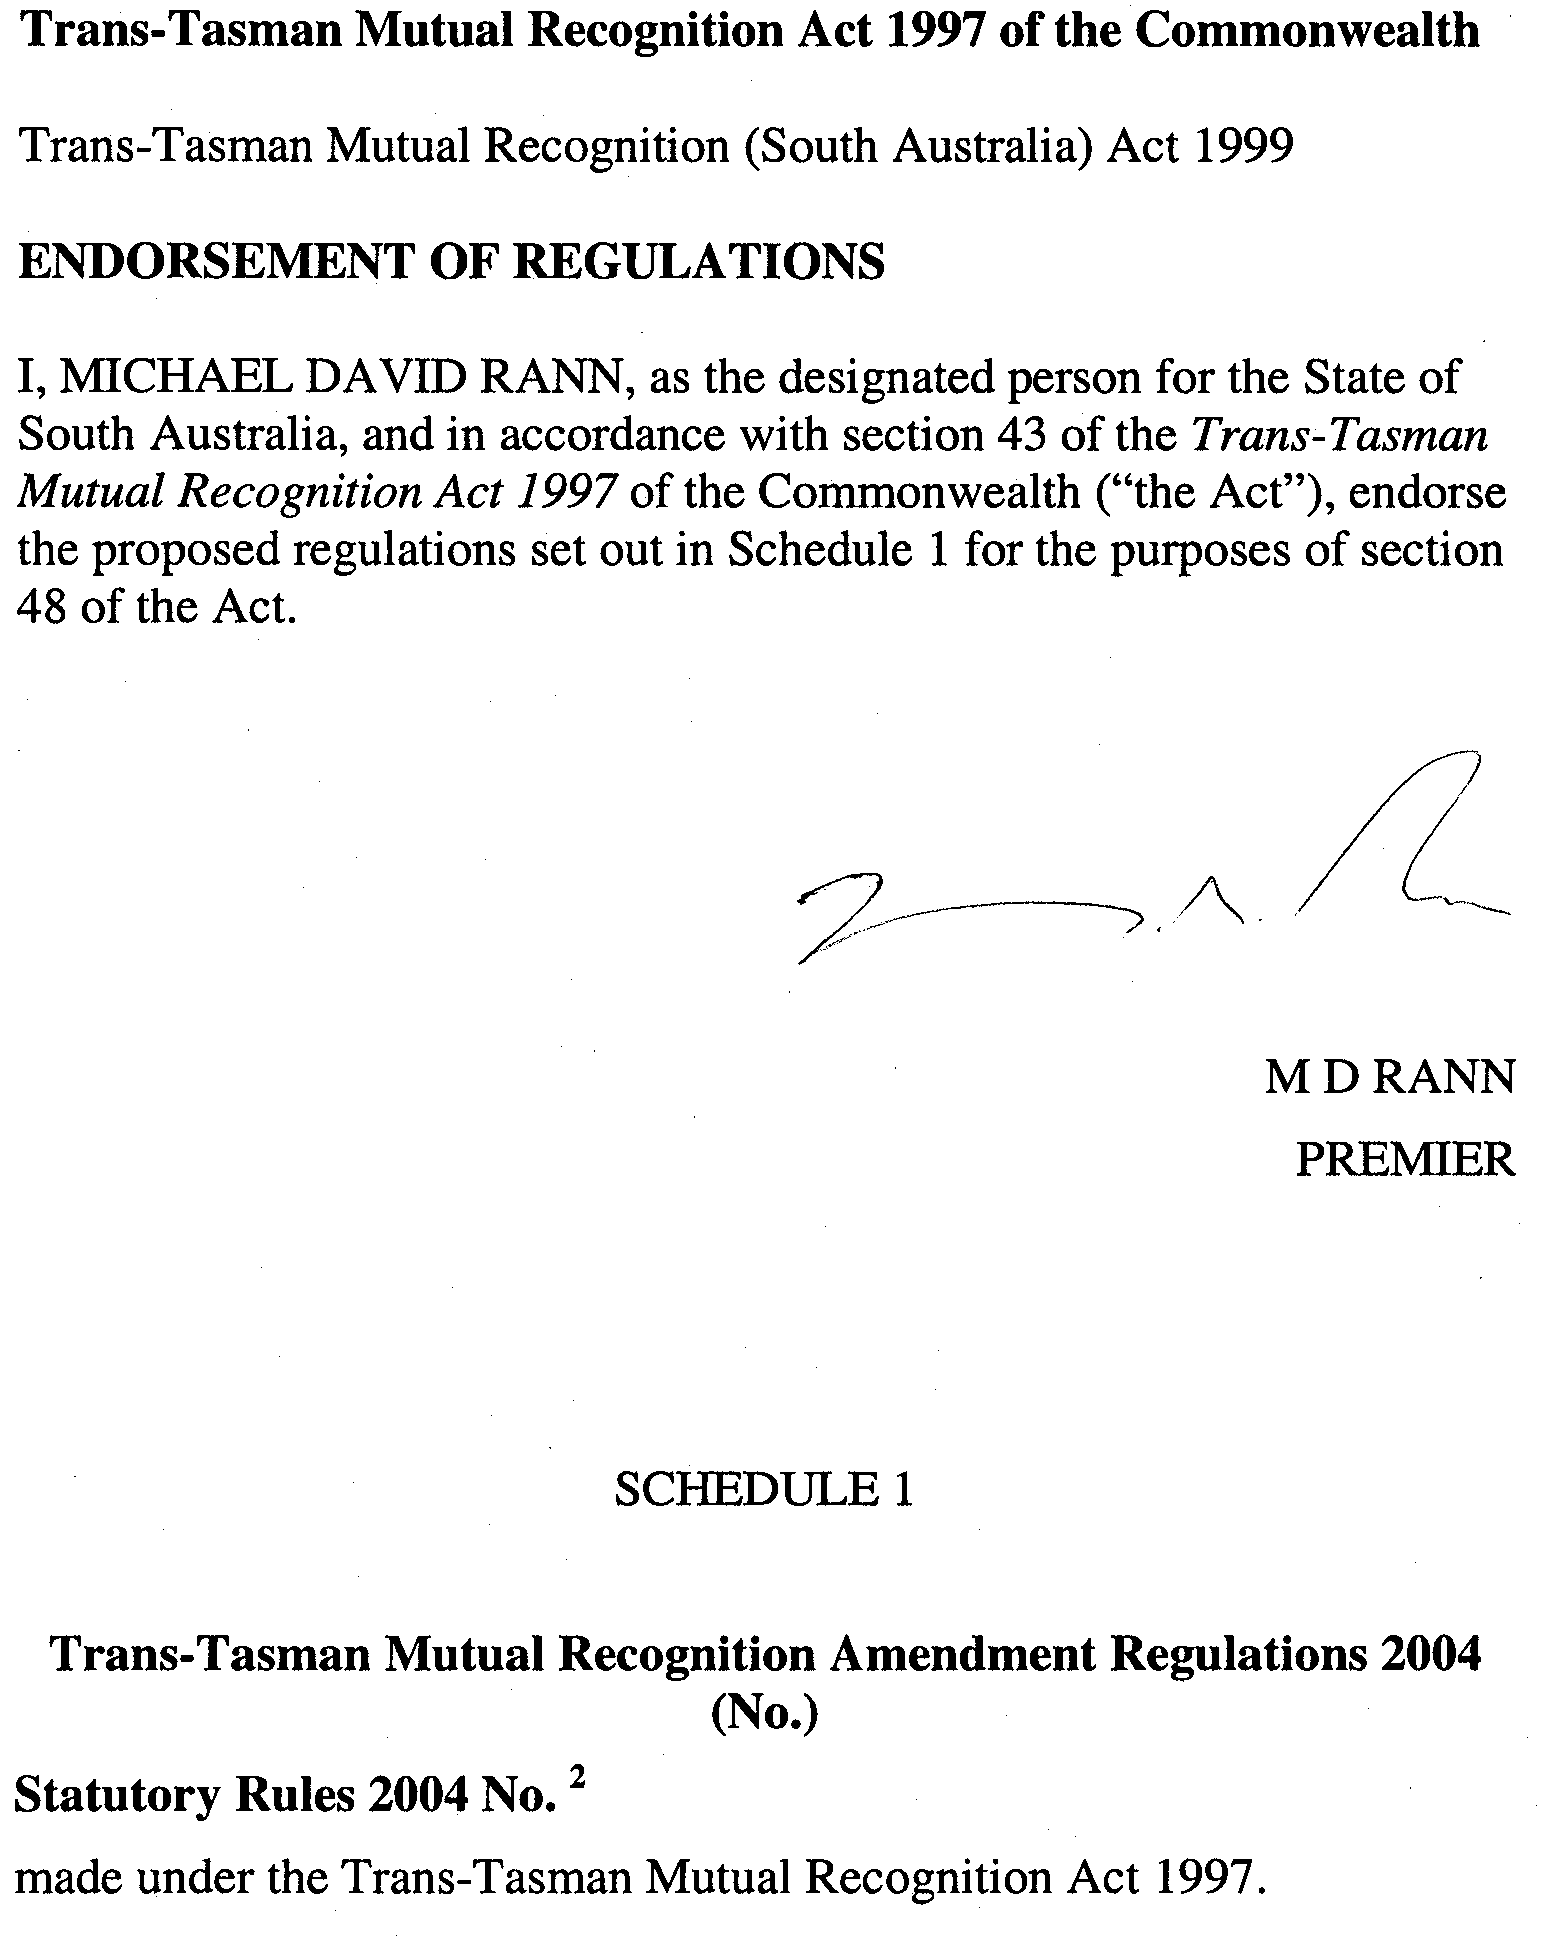 Trans-Tasman Mutual Recognition Act 1997 of the Commonwealth
Trans-Tasman Mutual Recognition (South Australia) Act 1999
ENDORSEMENT OF REGULATIONS
I, MICHAEL DAVID RANN, as the designated person for the State of
South Australia, and in accordance with section 43 of the Trans-Tasman
Mutual Recognition Act 1997 of the Commonwealth (“the Act”), endorse
the proposed regulations set out in Schedule 1 for the purposes of section
48 of the Act.
M D RANN
PREMIER
SCHEDULE 1
Trans-Tasman Mutual Recognition Amendment Regulations 2004
(No.)
Statutory Rules 2004 No. ²
made under the Trans-Tasman Mutual Recognition Act 1997.